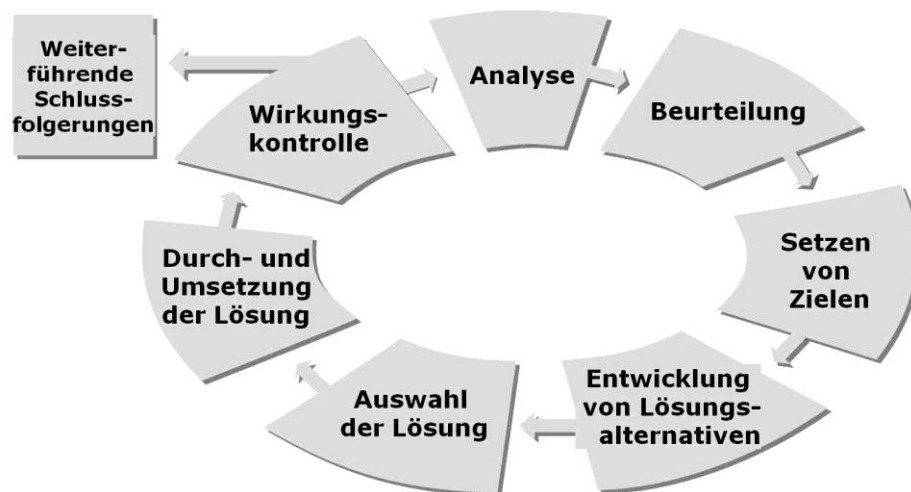 Weiter-
führende
Schluss-
folgerungen
Wirkungs-
kontrolle
Analyse
Beurteilung
Setzen
von
Zielen
Entwicklung
von Lösungs-
alternativen
Auswahl
der Lösung
Durch- und
Umsetzung
der Lösung